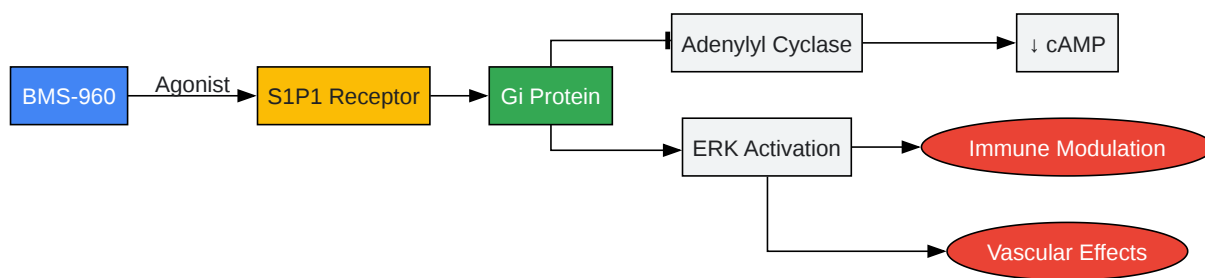 BMS-960
Agonist
S1P1 Receptor
Gi Protein
Adenylyl Cyclase
↓ cAMP
ERK Activation
Immune Modulation
Vascular Effects